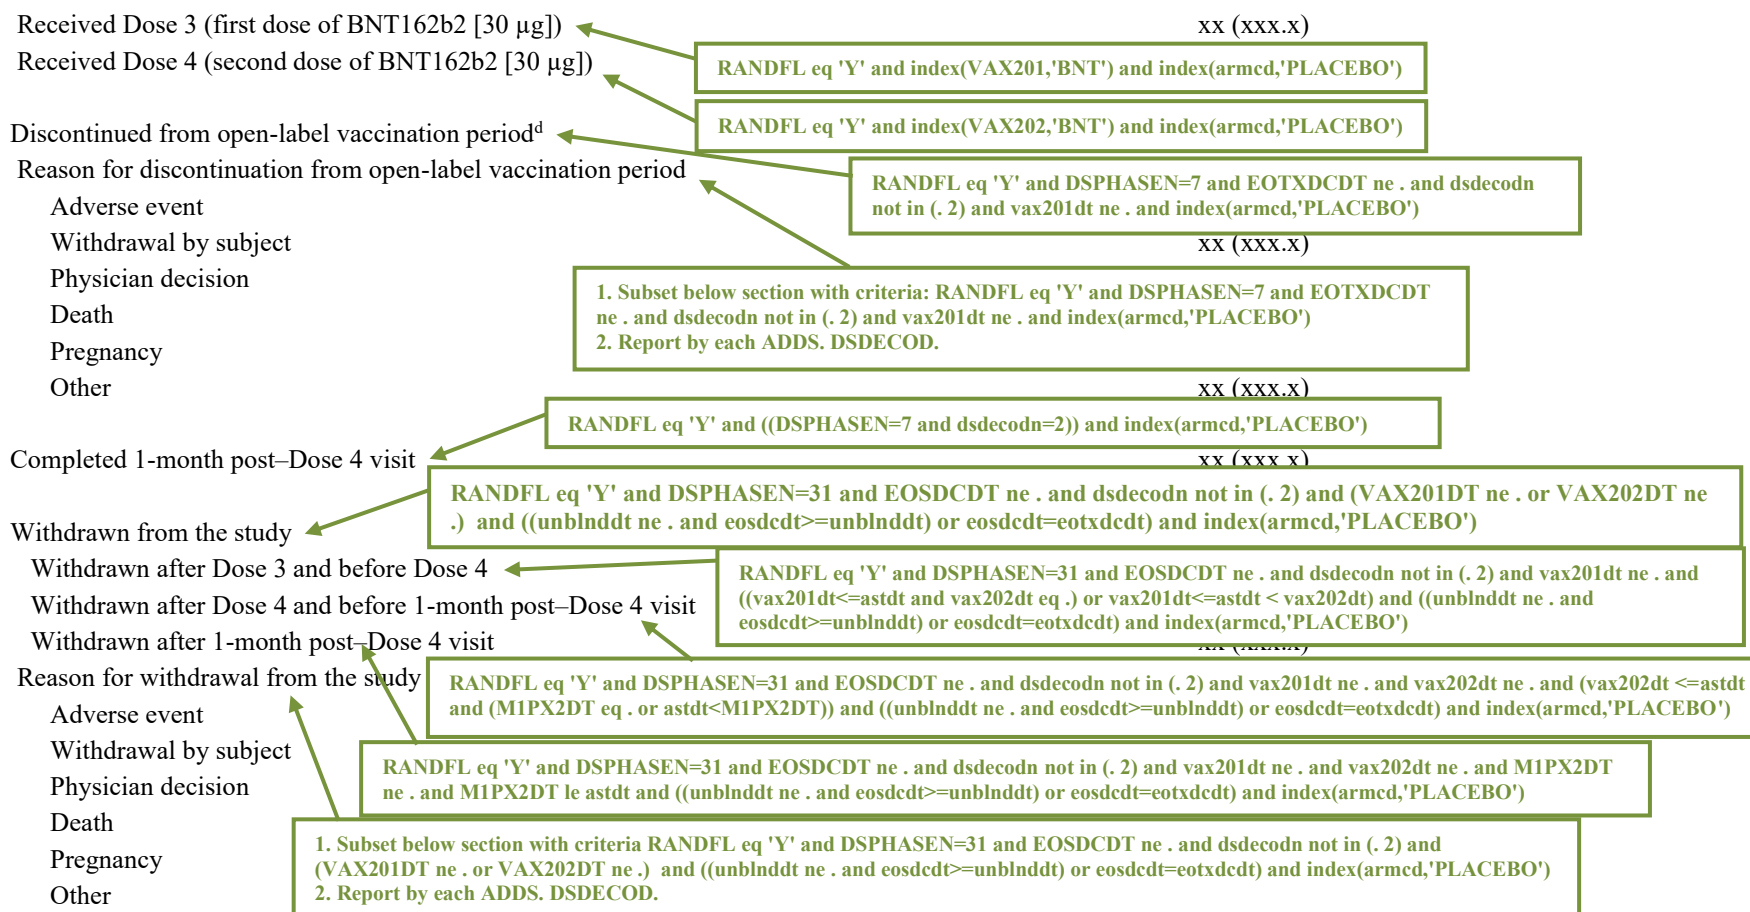 Received Dose 3 (first dose of BNT162b2 [30 µg])
xx (xxx.x)
RANDFL eq 'Y' and index(VAX201,'BNT') and index(armcd,'PLACEBO')
Received Dose 4 (second dose of BNT162b2 [30 µg])
RANDFL eq 'Y' and index(VAX202,'BNT') and index(armcd,'PLACEBO')
Discontinued from open-label vaccination periodᵈ
Reason for discontinuation from open-label vaccination period
RANDFL eq 'Y' and DSPHASEN=7 and EOTXDCDT ne . and dsdecodn
not in (. 2) and vax201dt ne . and index(armcd,'PLACEBO')
Adverse event
Withdrawal by subject
xx (xxx.x)
Physician decision
Death
Pregnancy
1. Subset below section with criteria: RANDFL eq 'Y' and DSPHASEN=7 and EOTXDCDT
ne . and dsdecodn not in (. 2) and vax201dt ne . and index(armcd,'PLACEBO')
2. Report by each ADDS. DSDECOD.
Other
xx (xxx.x)
RANDFL eq 'Y' and ((DSPHASEN=7 and dsdecodn=2)) and index(armcd,'PLACEBO')
Completed 1-month post–Dose 4 visit
xx (xxx.x)
RANDFL eq 'Y' and DSPHASEN=31 and EOSDCDT ne . and dsdecodn not in (. 2) and (VAX201DT ne . or VAX202DT ne
.) and ((unblnddt ne . and eosdcdt>=unblnddt) or eosdcdt=eotxdcdt) and index(armcd,'PLACEBO')
Withdrawn from the study
Withdrawn after Dose 3 and before Dose 4
RANDFL eq 'Y' and DSPHASEN=31 and EOSDCDT ne . and dsdecodn not in (. 2) and vax201dt ne . and
((vax201dt<=astdt and vax202dt eq .) or vax201dt<=astdt < vax202dt) and ((unblnddt ne . and
eosdcdt>=unblnddt) or eosdcdt=eotxdcdt) and index(armcd,'PLACEBO')
Withdrawn after Dose 4 and before 1-month post–Dose 4 visit
Withdrawn after 1-month post–Dose 4 visit
xx (xxx.x)
Reason for withdrawal from the study
RANDFL eq 'Y' and DSPHASEN=31 and EOSDCDT ne . and dsdecodn not in (. 2) and vax201dt ne . and vax202dt ne . and (vax202dt <=astdt
and (M1PX2DT eq . or astdt<M1PX2DT)) and ((unblnddt ne . and eosdcdt>=unblnddt) or eosdcdt=eotxdcdt) and index(armcd,'PLACEBO')
Adverse event
Withdrawal by subject
Physician decision
RANDFL eq 'Y' and DSPHASEN=31 and EOSDCDT ne . and dsdecodn not in (. 2) and vax201dt ne . and vax202dt ne . and M1PX2DT
ne . and M1PX2DT le astdt and ((unblnddt ne . and eosdcdt>=unblnddt) or eosdcdt=eotxdcdt) and index(armcd,'PLACEBO')
Death
Pregnancy
Other
1. Subset below section with criteria RANDFL eq 'Y' and DSPHASEN=31 and EOSDCDT ne . and dsdecodn not in (. 2) and
(VAX201DT ne . or VAX202DT ne .) and ((unblnddt ne . and eosdcdt>=unblnddt) or eosdcdt=eotxdcdt) and index(armcd,'PLACEBO')
2. Report by each ADDS. DSDECOD.